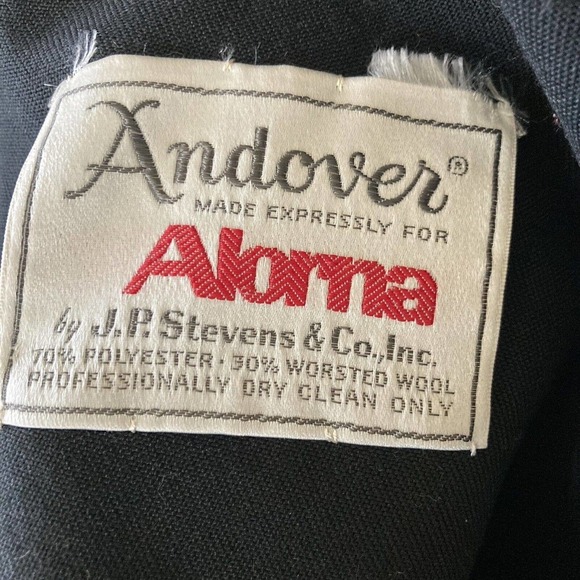 Andover®
MADE EXPRESSLY FOR
Aloma
by J.P. Stevens & Co., Inc.
70% POLYESTER · 30% WORSTED WOOL
PROFESSIONALLY DRY CLEAN ONLY